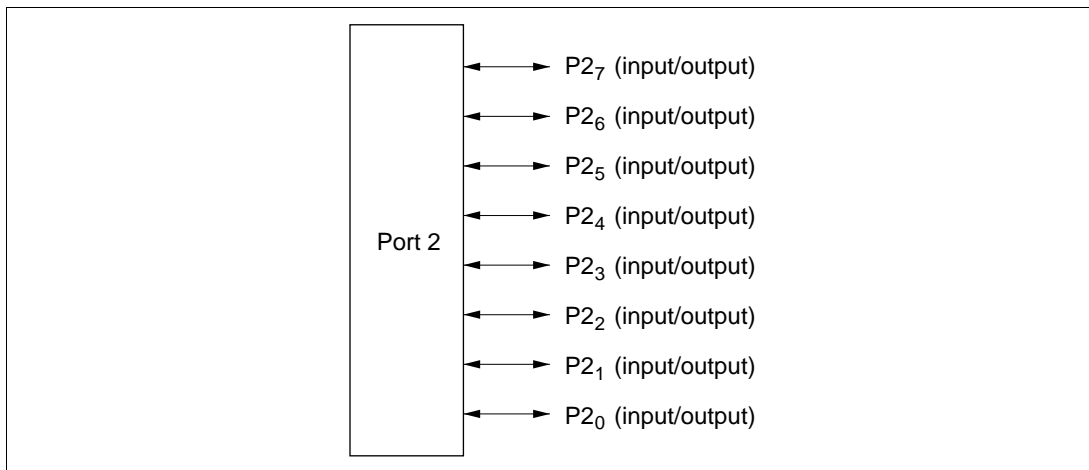 P2₇ (input/output)
P2₆ (input/output)
P2₅ (input/output)
P2₄ (input/output)
Port 2
P2₃ (input/output)
P2₂ (input/output)
P2₁ (input/output)
P2₀ (input/output)